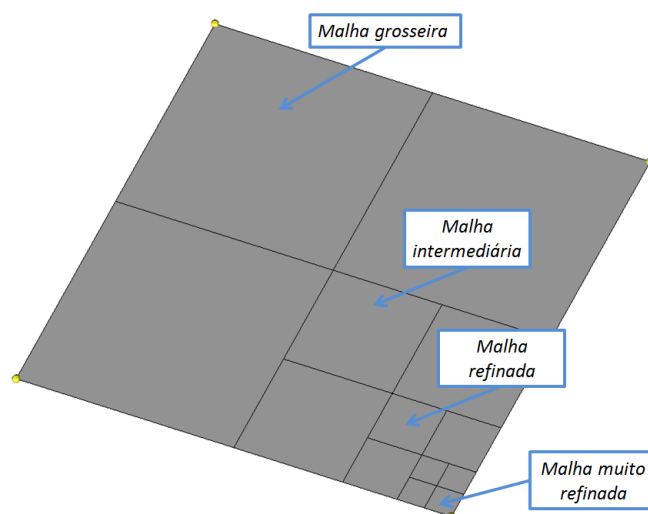 Malha grosseira
Malha
intermediária
Malha
refinada
Malha muito
refinada